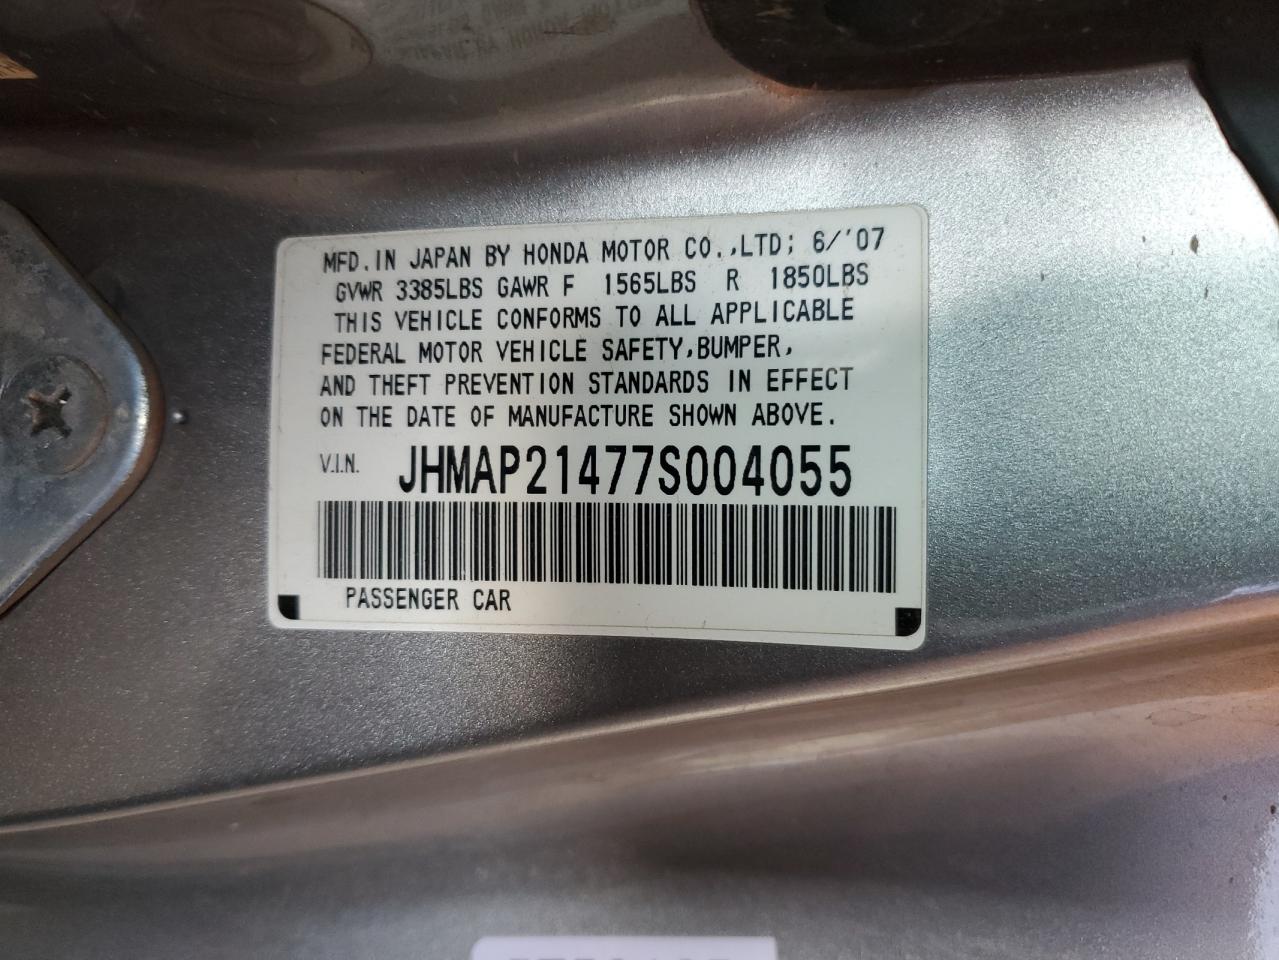 MFD. IN JAPAN BY HONDA MOTOR CO.,LTD; 6/'07
GVWR 3385LBS GAWR F 1565LBS R 1850LBS
THIS VEHICLE CONFORMS TO ALL APPLICABLE
FEDERAL MOTOR VEHICLE SAFETY, BUMPER,
AND THEFT PREVENTION STANDARDS IN EFFECT
ON THE DATE OF MANUFACTURE SHOWN ABOVE.
V.I.N. JHMAP21477S004055
PASSENGER CAR